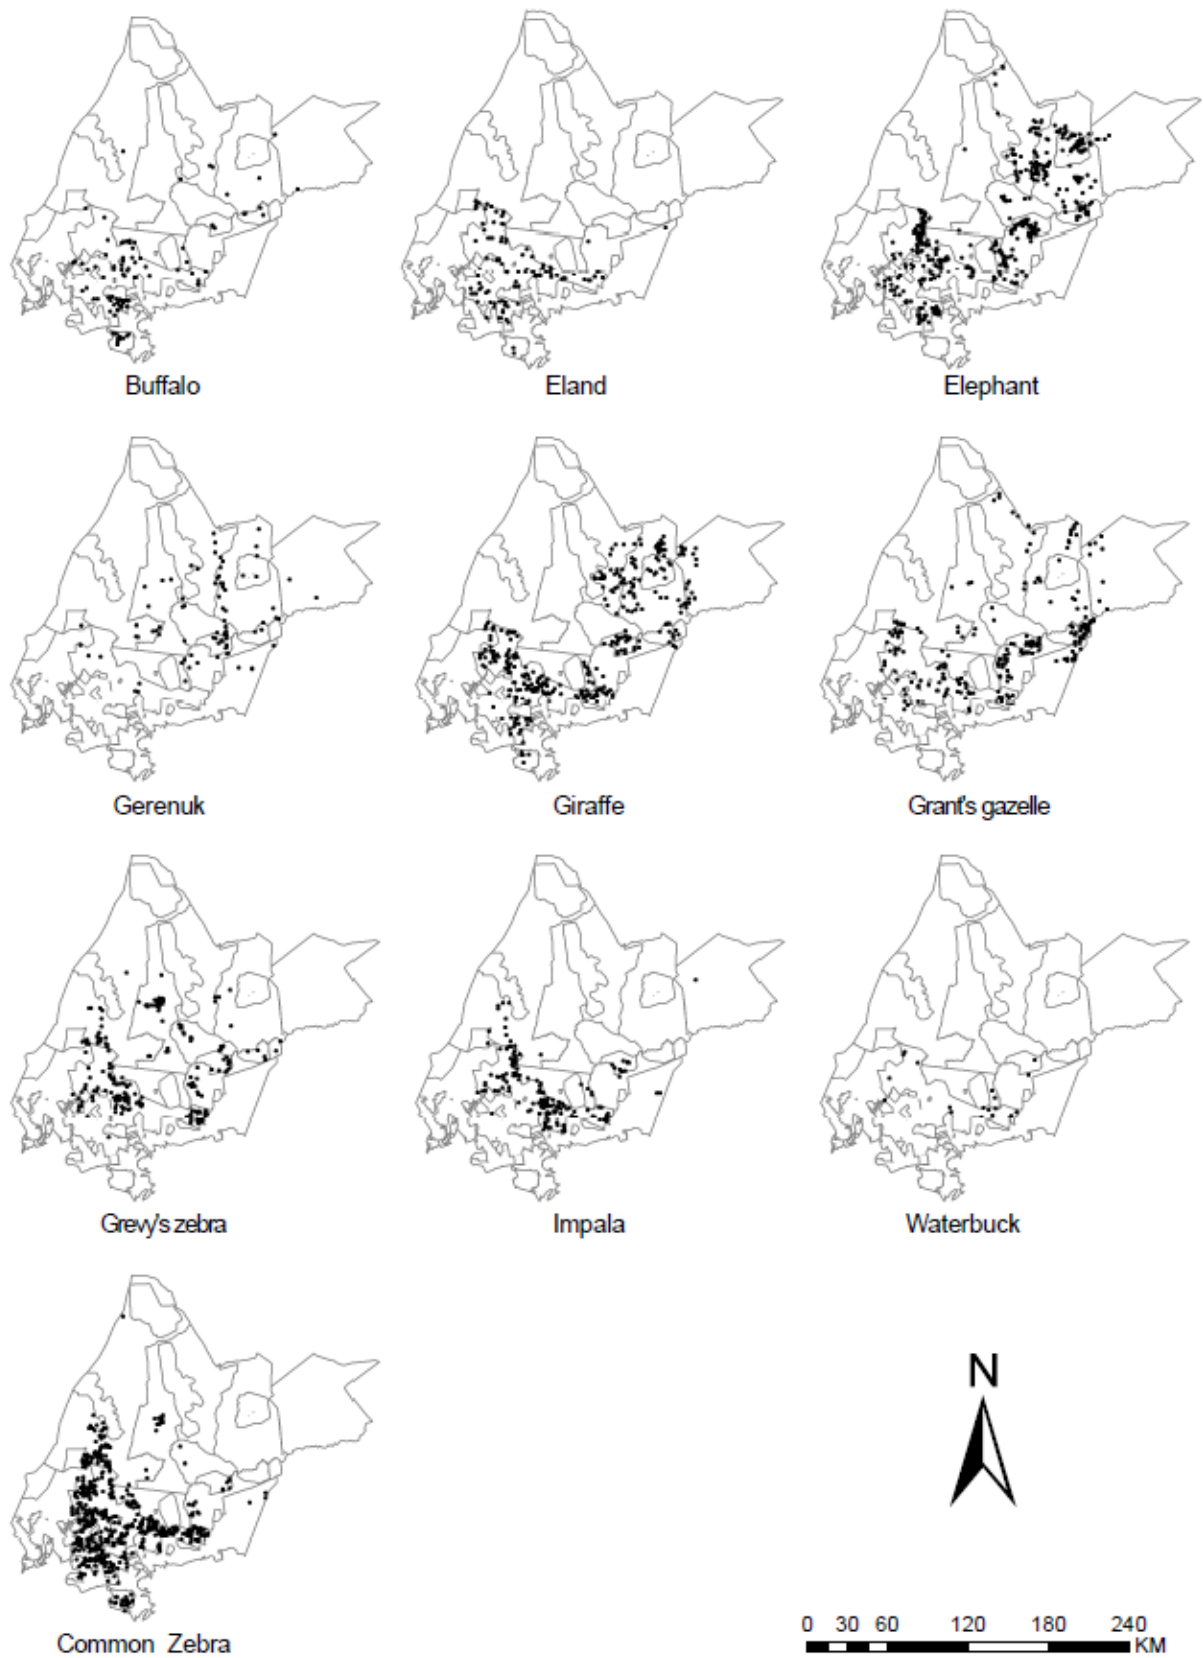 Buffalo
Eland
Elephant
Gerenuk
Giraffe
Grant's gazelle
Grevy's zebra
Impala
Waterbuck
Common Zebra
N
0 30 60 120 180 240
KM